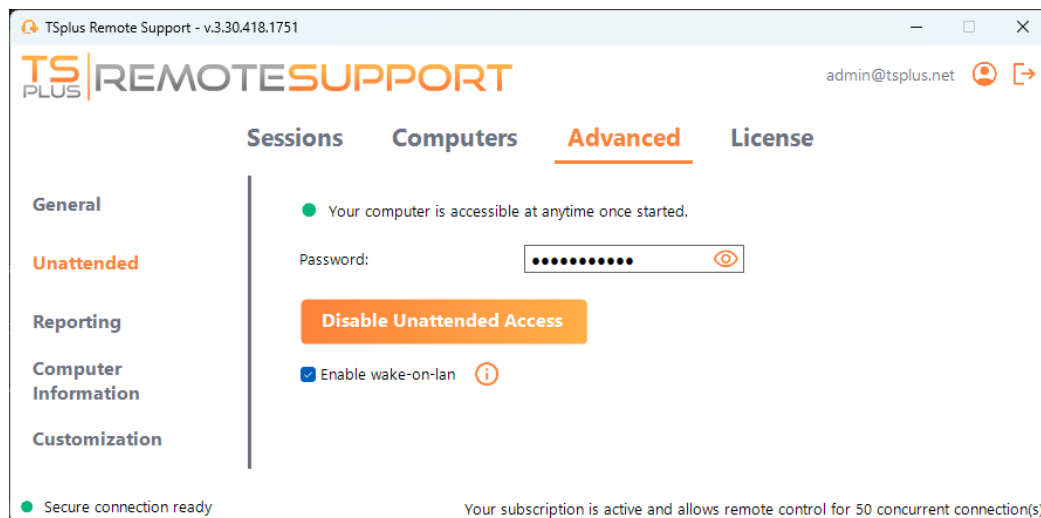 TSplus Remote Support - v.3.30.418.1751
TS PLUS REMOTESUPPORT
admin@tsplus.net
Sessions Computers Advanced License
General
Unattended
Reporting
Computer
Information
Customization
Your computer is accessible at anytime once started.
Password:
Disable Unattended Access
Enable wake-on-lan
Secure connection ready
Your subscription is active and allows remote control for 50 concurrent connection(s)